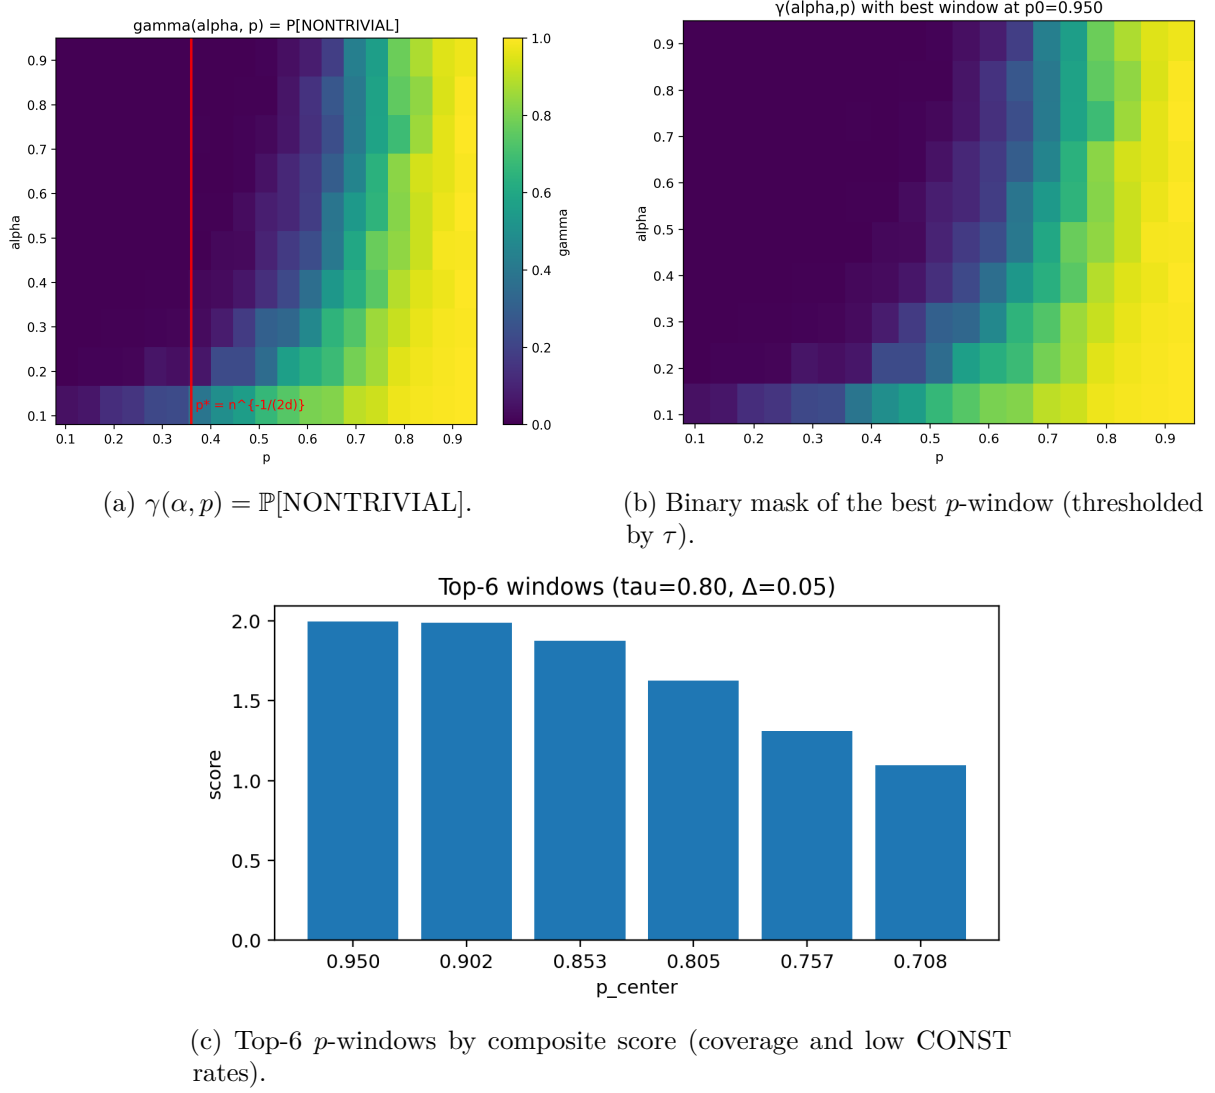 gamma(alpha, p) = P[NONTRIVIAL]
alpha
0.9
0.8
0.7
0.6
0.5
0.4
0.3
0.2
0.1
p* = n^{-1/(2d)}
0.1 0.2 0.3 0.4 0.5 0.6 0.7 0.8 0.9
p
1.0
0.8
0.6
0.4
0.2
0.0
gamma
γ(alpha,p) with best window at p0=0.950
alpha
0.9
0.8
0.7
0.6
0.5
0.4
0.3
0.2
0.1
0.1 0.2 0.3 0.4 0.5 0.6 0.7 0.8 0.9
p
(a) γ(α, p) = ℙ[NONTRIVIAL].
(b) Binary mask of the best p-window (thresholded
by τ).
Top-6 windows (tau=0.80, Δ=0.05)
score
2.0
1.5
1.0
0.5
0.0
0.950 0.902 0.853 0.805 0.757 0.708
p_center
(c) Top-6 p-windows by composite score (coverage and low CONST
rates).